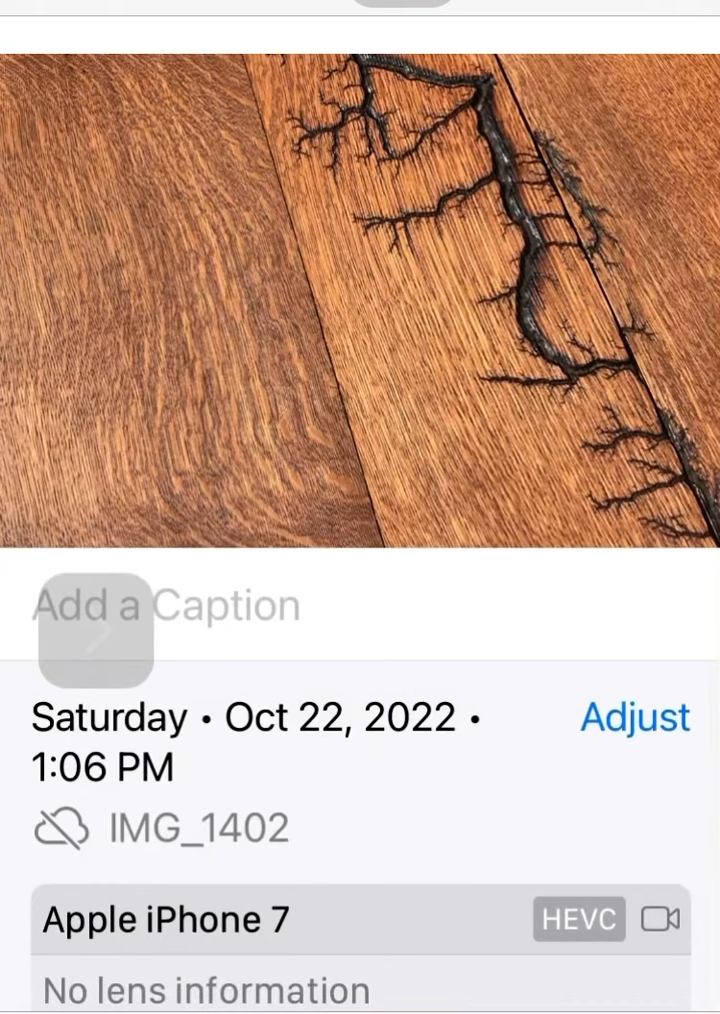 Add a Caption
Saturday • Oct 22, 2022 •
Adjust
1:06 PM
IMG_1402
Apple iPhone 7
HEVC
No lens information